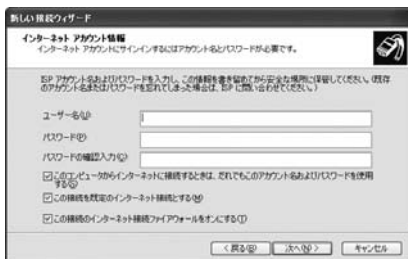 新しい接続ウィザード
インターネット アカウント情報
インターネット アカウントにサインインするにはアカウント名とパスワードが必要です。
ISP アカウント名およびパスワードを入力し、この情報を書き留めてから安全な場所に保管してください。(既存
のアカウント名またはパスワードを忘れてしまった場合は、ISP に問い合わせてください。)
ユーザー名(U):
パスワード(P):
パスワードの確認入力(C):
このコンピュータからインターネットに接続するときは、だれでもこのアカウント名およびパスワードを使用
する(S)
この接続を既定のインターネット接続とする(M)
この接続のインターネット接続ファイアウォールをオンにする(T)
< 戻る(B)
次へ(N) >
キャンセル